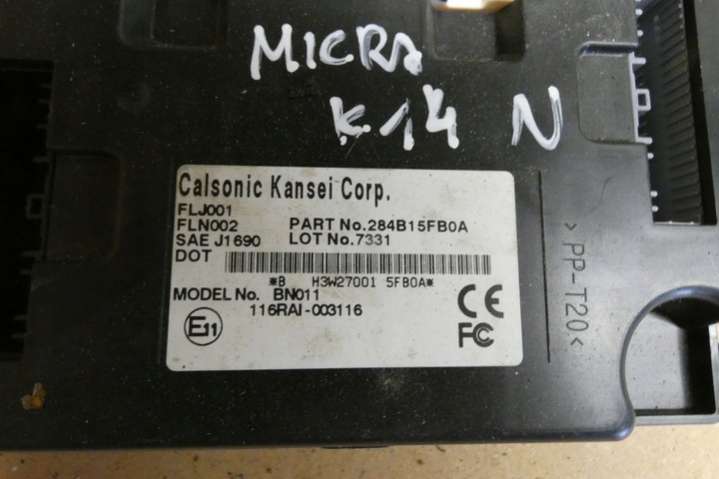 MICRA
K14 N
Calsonic Kansei Corp.
FLJ001
FLN002 PART No.284B15FB0A
SAE J1690 LOT No.7331
DOT
*B H3W27001 5FB0A*
MODEL No. BN011
116RAI-003116
E11
CE
FC
>PP-T20<